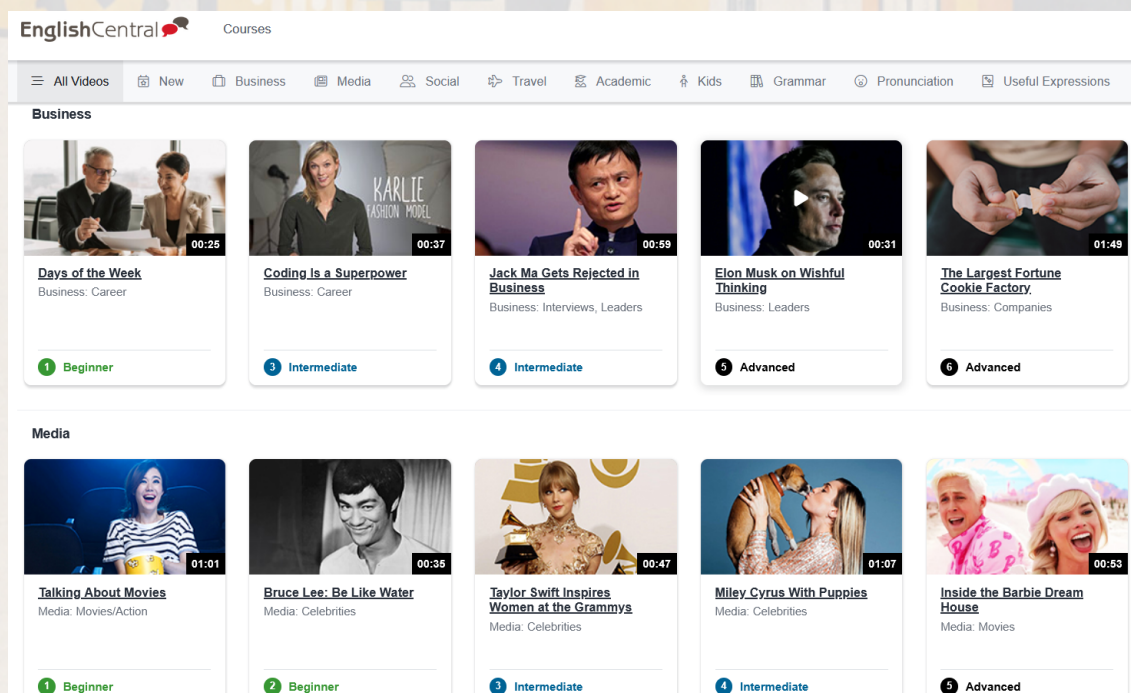 EnglishCentral Courses
All Videos New Business Media Social Travel Academic Kids Grammar Pronunciation Useful Expressions
Business
KARLIE
FASHION MODEL
00:25 00:37 00:59 00:31 01:49
Days of the Week
Business: Career
1 Beginner
Coding Is a Superpower
Business: Career
3 Intermediate
Jack Ma Gets Rejected in
Business
Business: Interviews, Leaders
4 Intermediate
Elon Musk on Wishful
Thinking
Business: Leaders
5 Advanced
The Largest Fortune
Cookie Factory
Business: Companies
6 Advanced
Media
01:01 00:35 00:47 01:07 00:53
Talking About Movies
Media: Movies/Action
1 Beginner
Bruce Lee: Be Like Water
Media: Celebrities
2 Beginner
Taylor Swift Inspires
Women at the Grammys
Media: Celebrities
3 Intermediate
Miley Cyrus With Puppies
Media: Celebrities
4 Intermediate
Inside the Barbie Dream
House
Media: Movies
5 Advanced